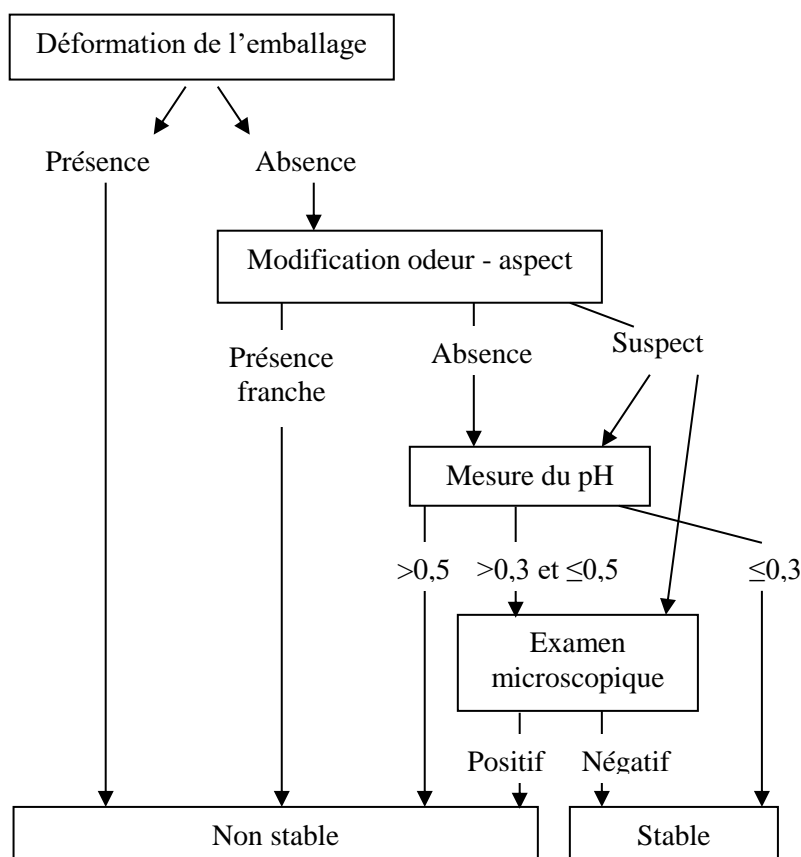 Déformation de l’emballage
Présence
Absence
Modification odeur - aspect
Présence
franche
Absence
Suspect
Mesure du pH
>0,5
>0,3 et ≤0,5
≤0,3
Examen
microscopique
Positif
Négatif
Non stable
Stable